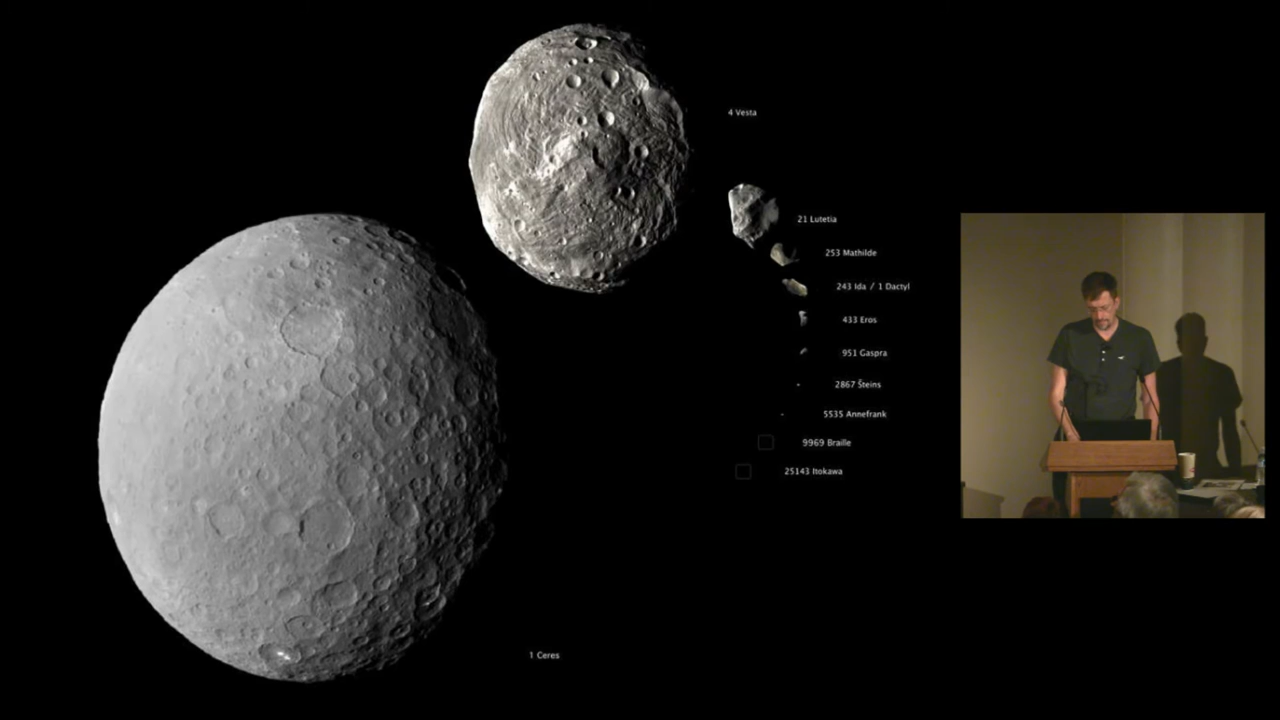 4 Vesta
21 Lutetia
253 Mathilde
243 Ida / 1 Dactyl
433 Eros
951 Gaspra
2867 Šteins
5535 Annefrank
9969 Braille
25143 Itokawa
1 Ceres